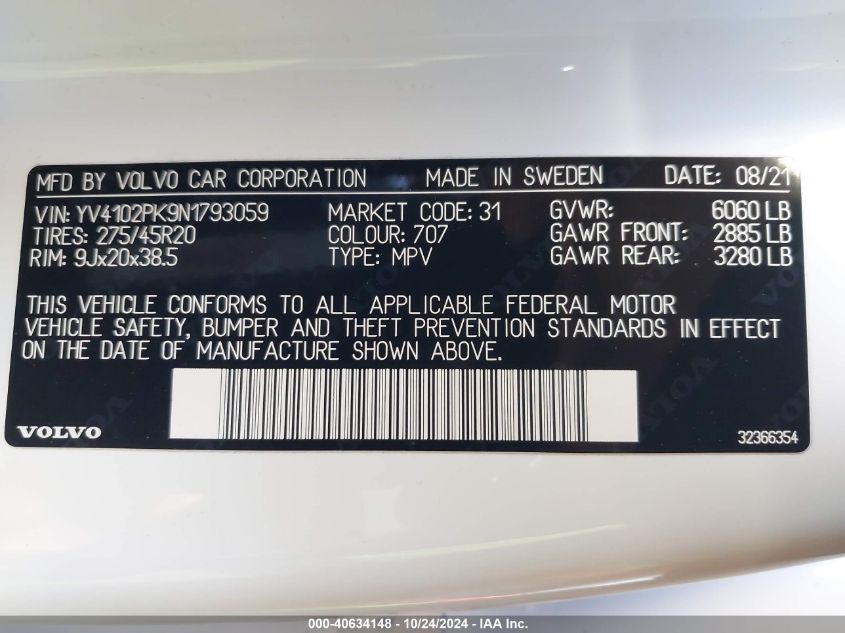 MFD BY VOLVO CAR CORPORATION MADE IN SWEDEN DATE: 08/21
VIN: YV4102PK9N1793059 MARKET CODE: 31 GVWR: 6060 LB
TIRES: 275/45R20 COLOUR: 707 GAWR FRONT: 2885 LB
RIM: 9Jx20x38.5 TYPE: MPV GAWR REAR: 3280 LB
THIS VEHICLE CONFORMS TO ALL APPLICABLE FEDERAL MOTOR
VEHICLE SAFETY, BUMPER AND THEFT PREVENTION STANDARDS IN EFFECT
ON THE DATE OF MANUFACTURE SHOWN ABOVE.
VOLVO 32366354
000-40634148 - 10/24/2024 - IAA Inc.